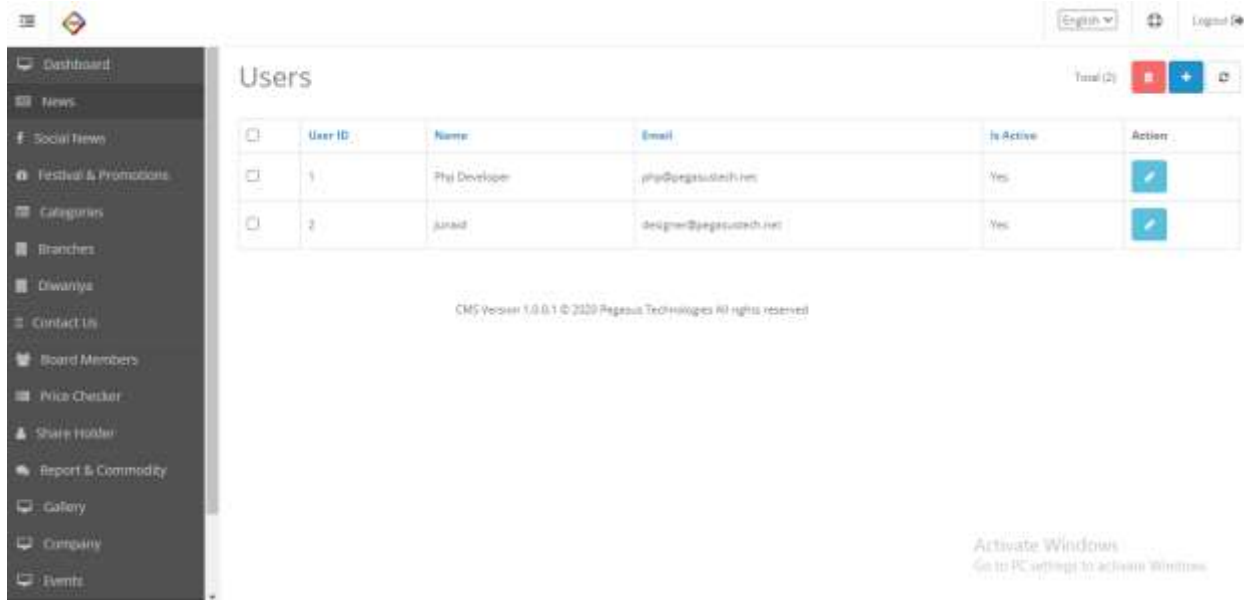 English
Logout
Dashboard
News
Social News
Festival & Promotions
Categories
Branches
Diwaniya
Contact Us
Board Members
Price Checker
Share Holder
Report & Commodity
Gallery
Company
Events
Users
Total (2)
User ID Name Email Is Active Action
1 Php Developer php@pegasustech.net Yes
2 junaid designer@pegasustech.net Yes
CMS Version 1.0.0.1 © 2020 Pegasus Technologies All rights reserved
Activate Windows
Go to PC settings to activate Windows.